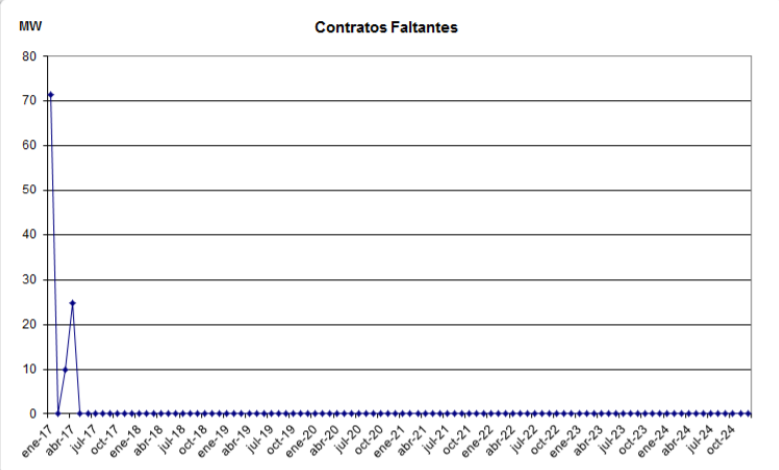 MW
Contratos Faltantes
80
70
60
50
40
30
20
10
0
ene-17
abr-17
jul-17
oct-17
ene-18
abr-18
jul-18
oct-18
ene-19
abr-19
jul-19
oct-19
ene-20
abr-20
jul-20
oct-20
ene-21
abr-21
jul-21
oct-21
ene-22
abr-22
jul-22
oct-22
ene-23
abr-23
jul-23
oct-23
ene-24
abr-24
jul-24
oct-24